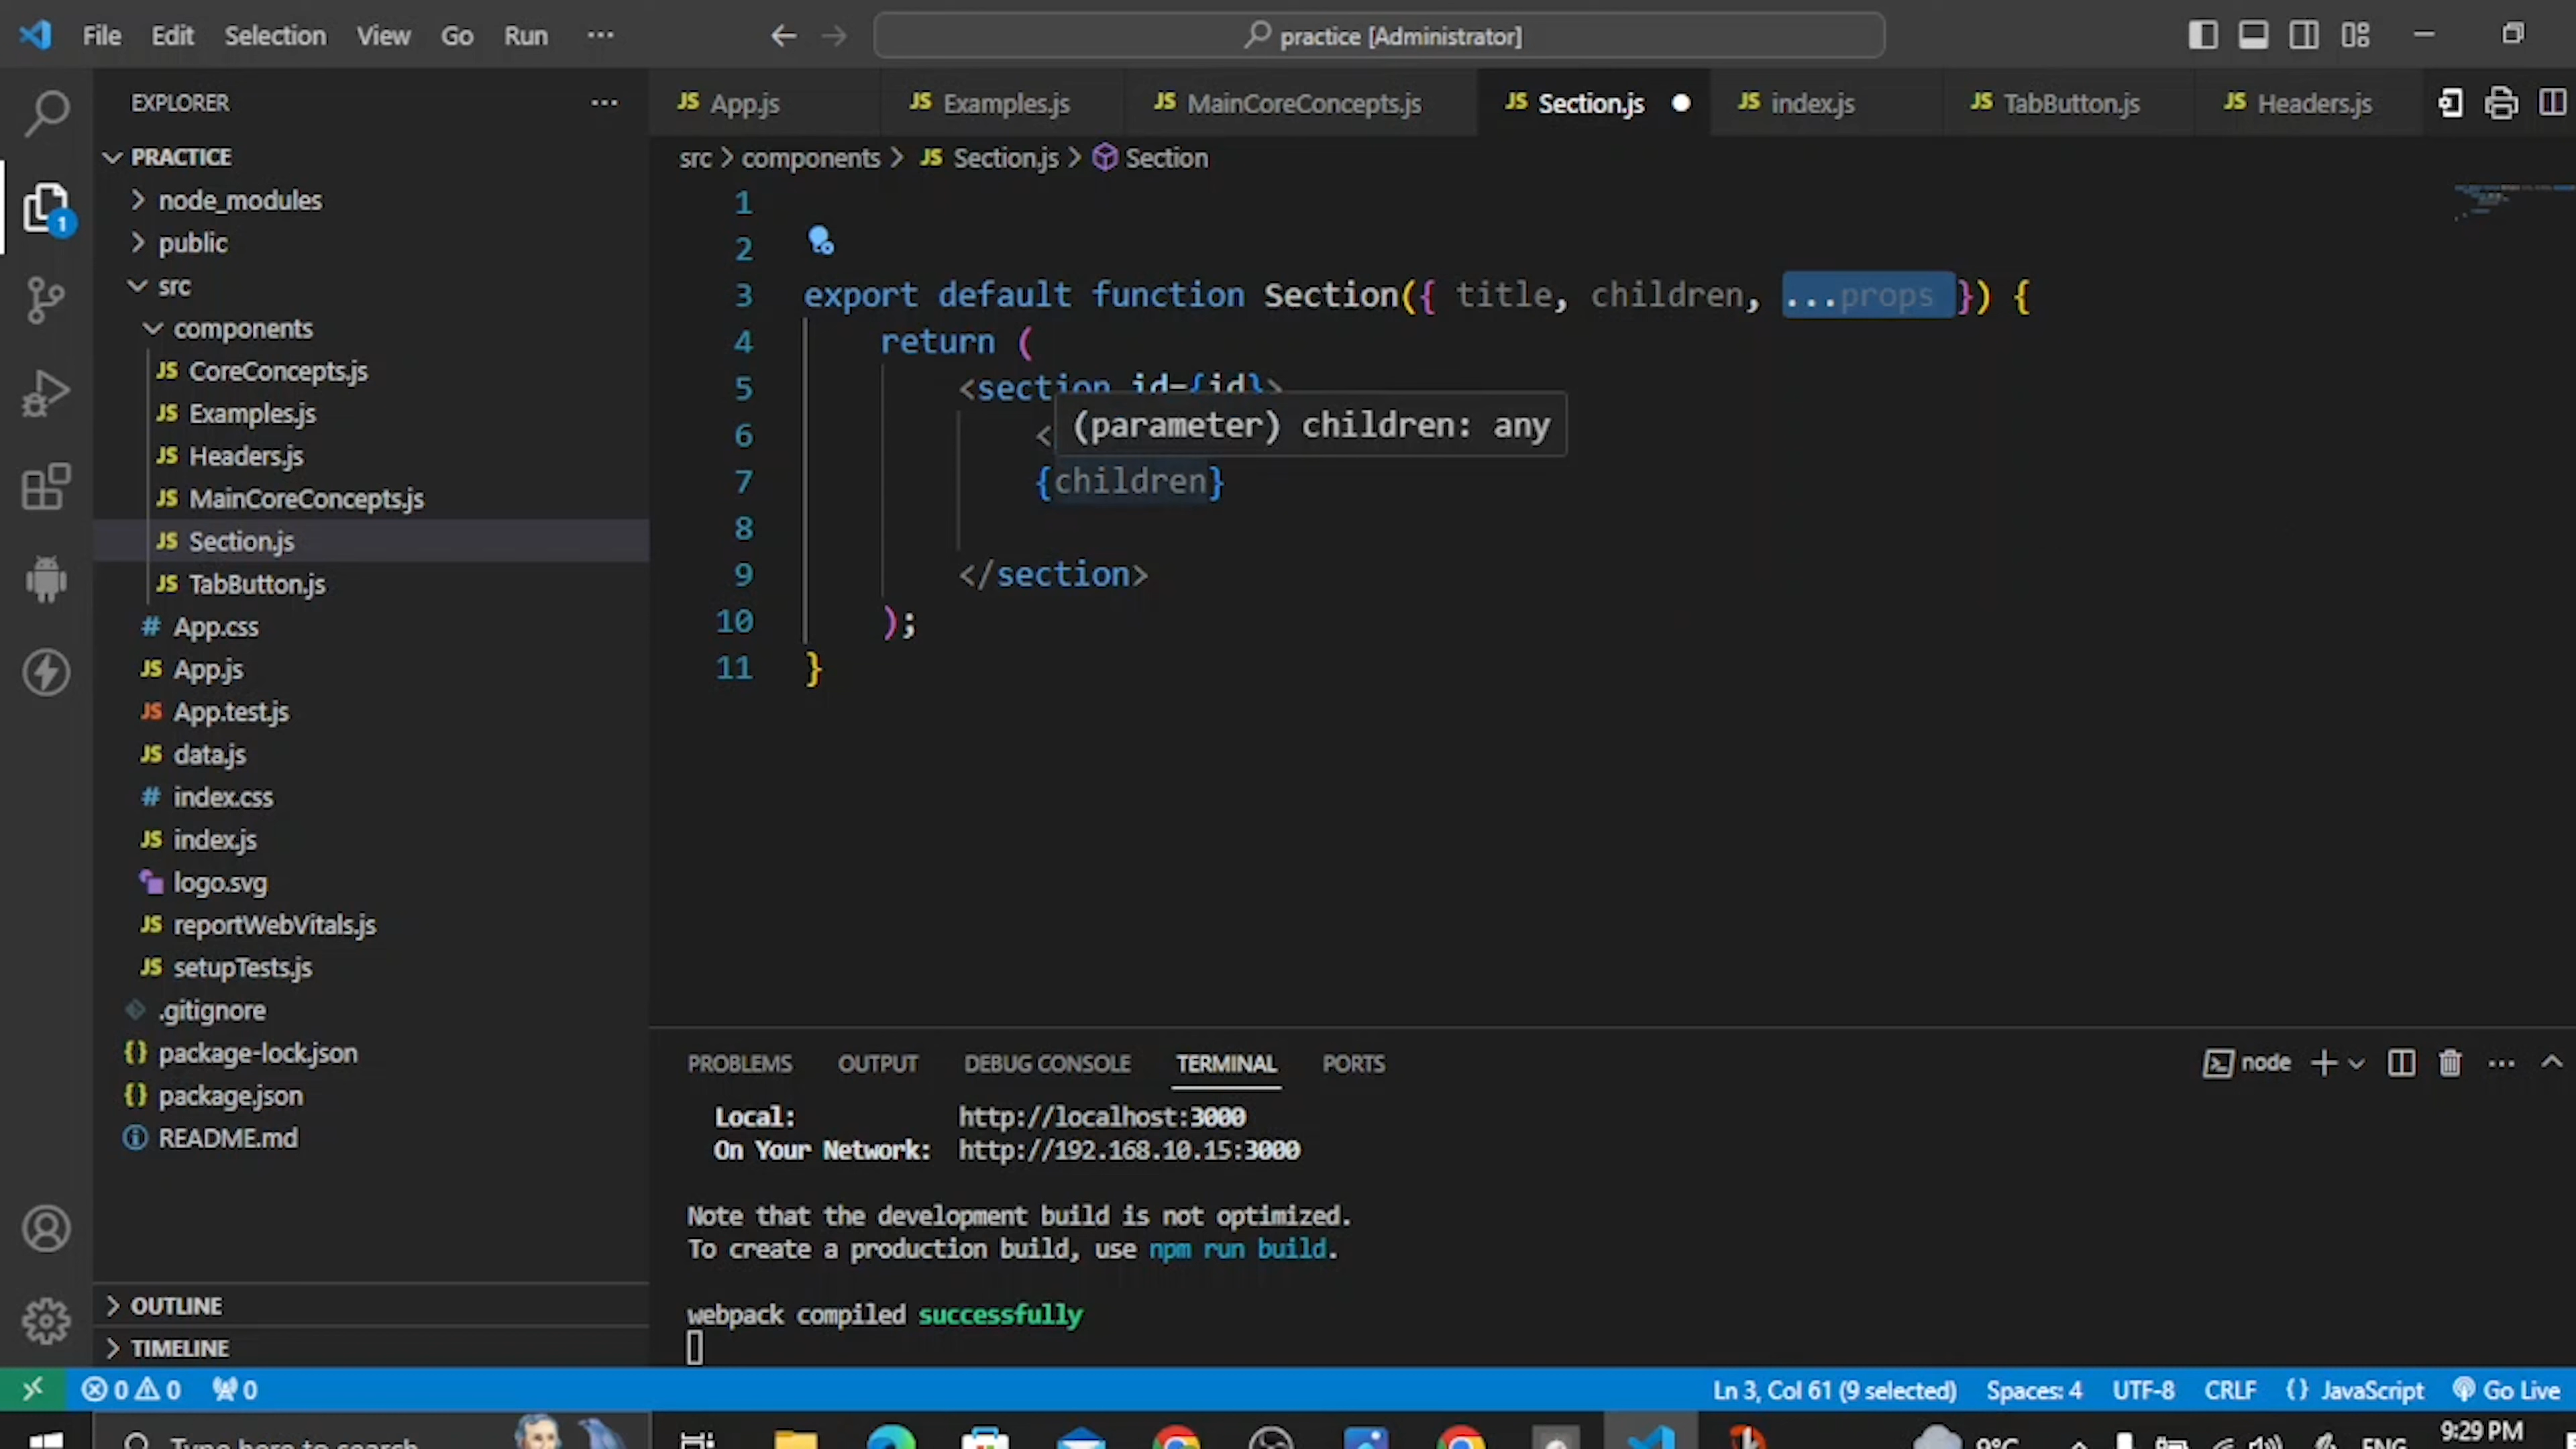 File Edit Selection View Go Run ...
practice [Administrator]
EXPLORER
PRACTICE
node_modules
public
src
components
JS CoreConcepts.js
JS Examples.js
JS Headers.js
JS MainCoreConcepts.js
JS Section.js
JS TabButton.js
# App.css
JS App.js
JS App.test.js
JS data.js
# index.css
JS index.js
logo.svg
JS reportWebVitals.js
JS setupTests.js
.gitignore
{} package-lock.json
{} package.json
README.md
OUTLINE
TIMELINE
1
JS App.js JS Examples.js JS MainCoreConcepts.js JS Section.js JS index.js JS TabButton.js JS Headers.js
src > components > JS Section.js > Section
1
2
3 export default function Section({ title, children, ...props }) {
4 return (
5 <section id={id}>
6 <
(parameter) children: any
7 {children}
8
9 </section>
10 );
11 }
PROBLEMS OUTPUT DEBUG CONSOLE TERMINAL PORTS
node
Local: http://localhost:3000
On Your Network: http://192.168.10.15:3000
Note that the development build is not optimized.
To create a production build, use npm run build.
webpack compiled successfully
0 0 0
Ln 3, Col 61 (9 selected) Spaces: 4 UTF-8 CRLF {} JavaScript Go Live
Type here to search
9°C ENG 9:29 PM